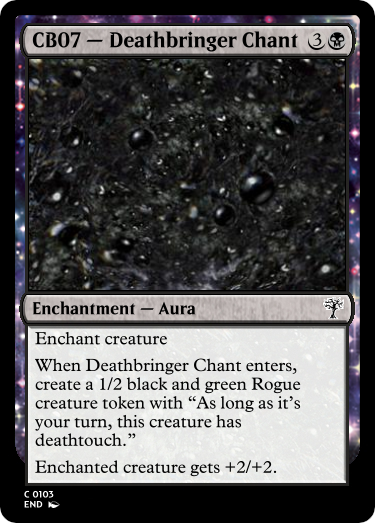 CB07 — Deathbringer Chant 3
Enchantment — Aura
Enchant creature
When Deathbringer Chant enters,
create a 1/2 black and green Rogue
creature token with “As long as it’s
your turn, this creature has
deathtouch.”
Enchanted creature gets +2/+2.
C 0103
END